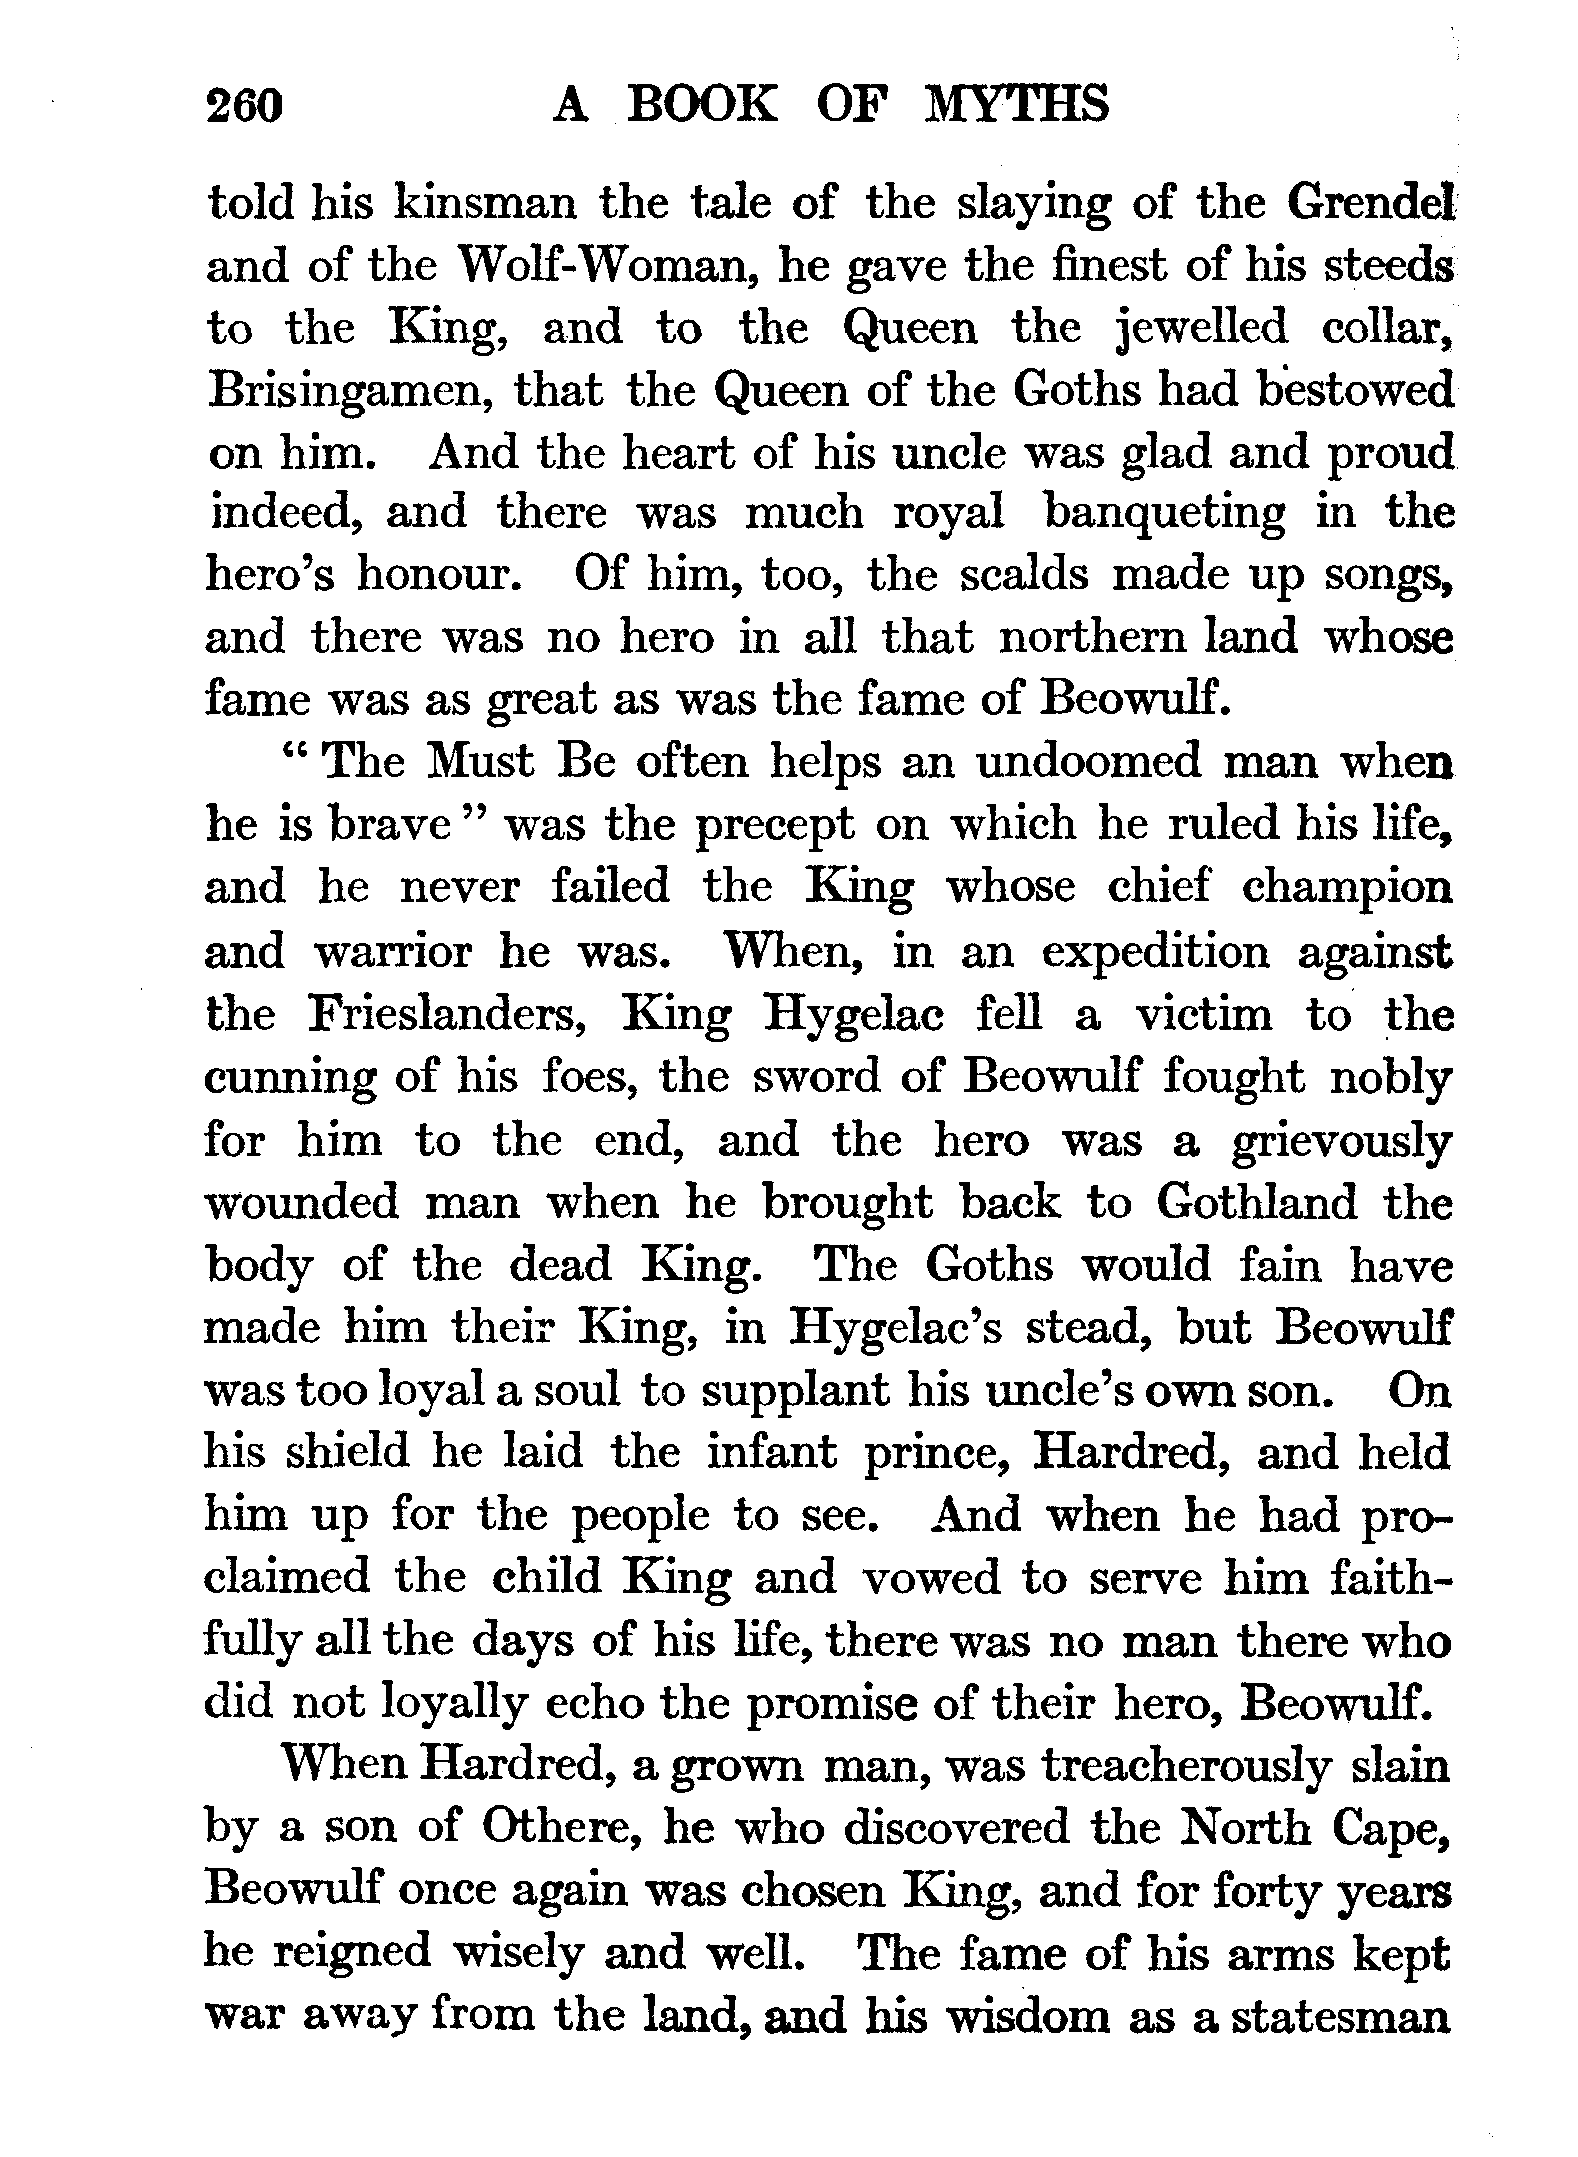 260 A BOOK OF MYTHS
told his kinsman the tale of the slaying of the Grendel
and of the Wolf-Woman, he gave the finest of his steeds
to the King, and to the Queen the jewelled collar,
Brisingamen, that the Queen of the Goths had bestowed
on him. And the heart of his uncle was glad and proud
indeed, and there was much royal banqueting in the
hero's honour. Of him, too, the scalds made up songs,
and there was no hero in all that northern land whose
fame was as great as was the fame of Beowulf.
“ The Must Be often helps an undoomed man when
he is brave ” was the precept on which he ruled his life,
and he never failed the King whose chief champion
and warrior he was. When, in an expedition against
the Frieslanders, King Hygelac fell a victim to the
cunning of his foes, the sword of Beowulf fought nobly
for him to the end, and the hero was a grievously
wounded man when he brought back to Gothland the
body of the dead King. The Goths would fain have
made him their King, in Hygelac's stead, but Beowulf
was too loyal a soul to supplant his uncle's own son. On
his shield he laid the infant prince, Hardred, and held
him up for the people to see. And when he had pro-
claimed the child King and vowed to serve him faith-
fully all the days of his life, there was no man there who
did not loyally echo the promise of their hero, Beowulf.
When Hardred, a grown man, was treacherously slain
by a son of Othere, he who discovered the North Cape,
Beowulf once again was chosen King, and for forty years
he reigned wisely and well. The fame of his arms kept
war away from the land, and his wisdom as a statesman